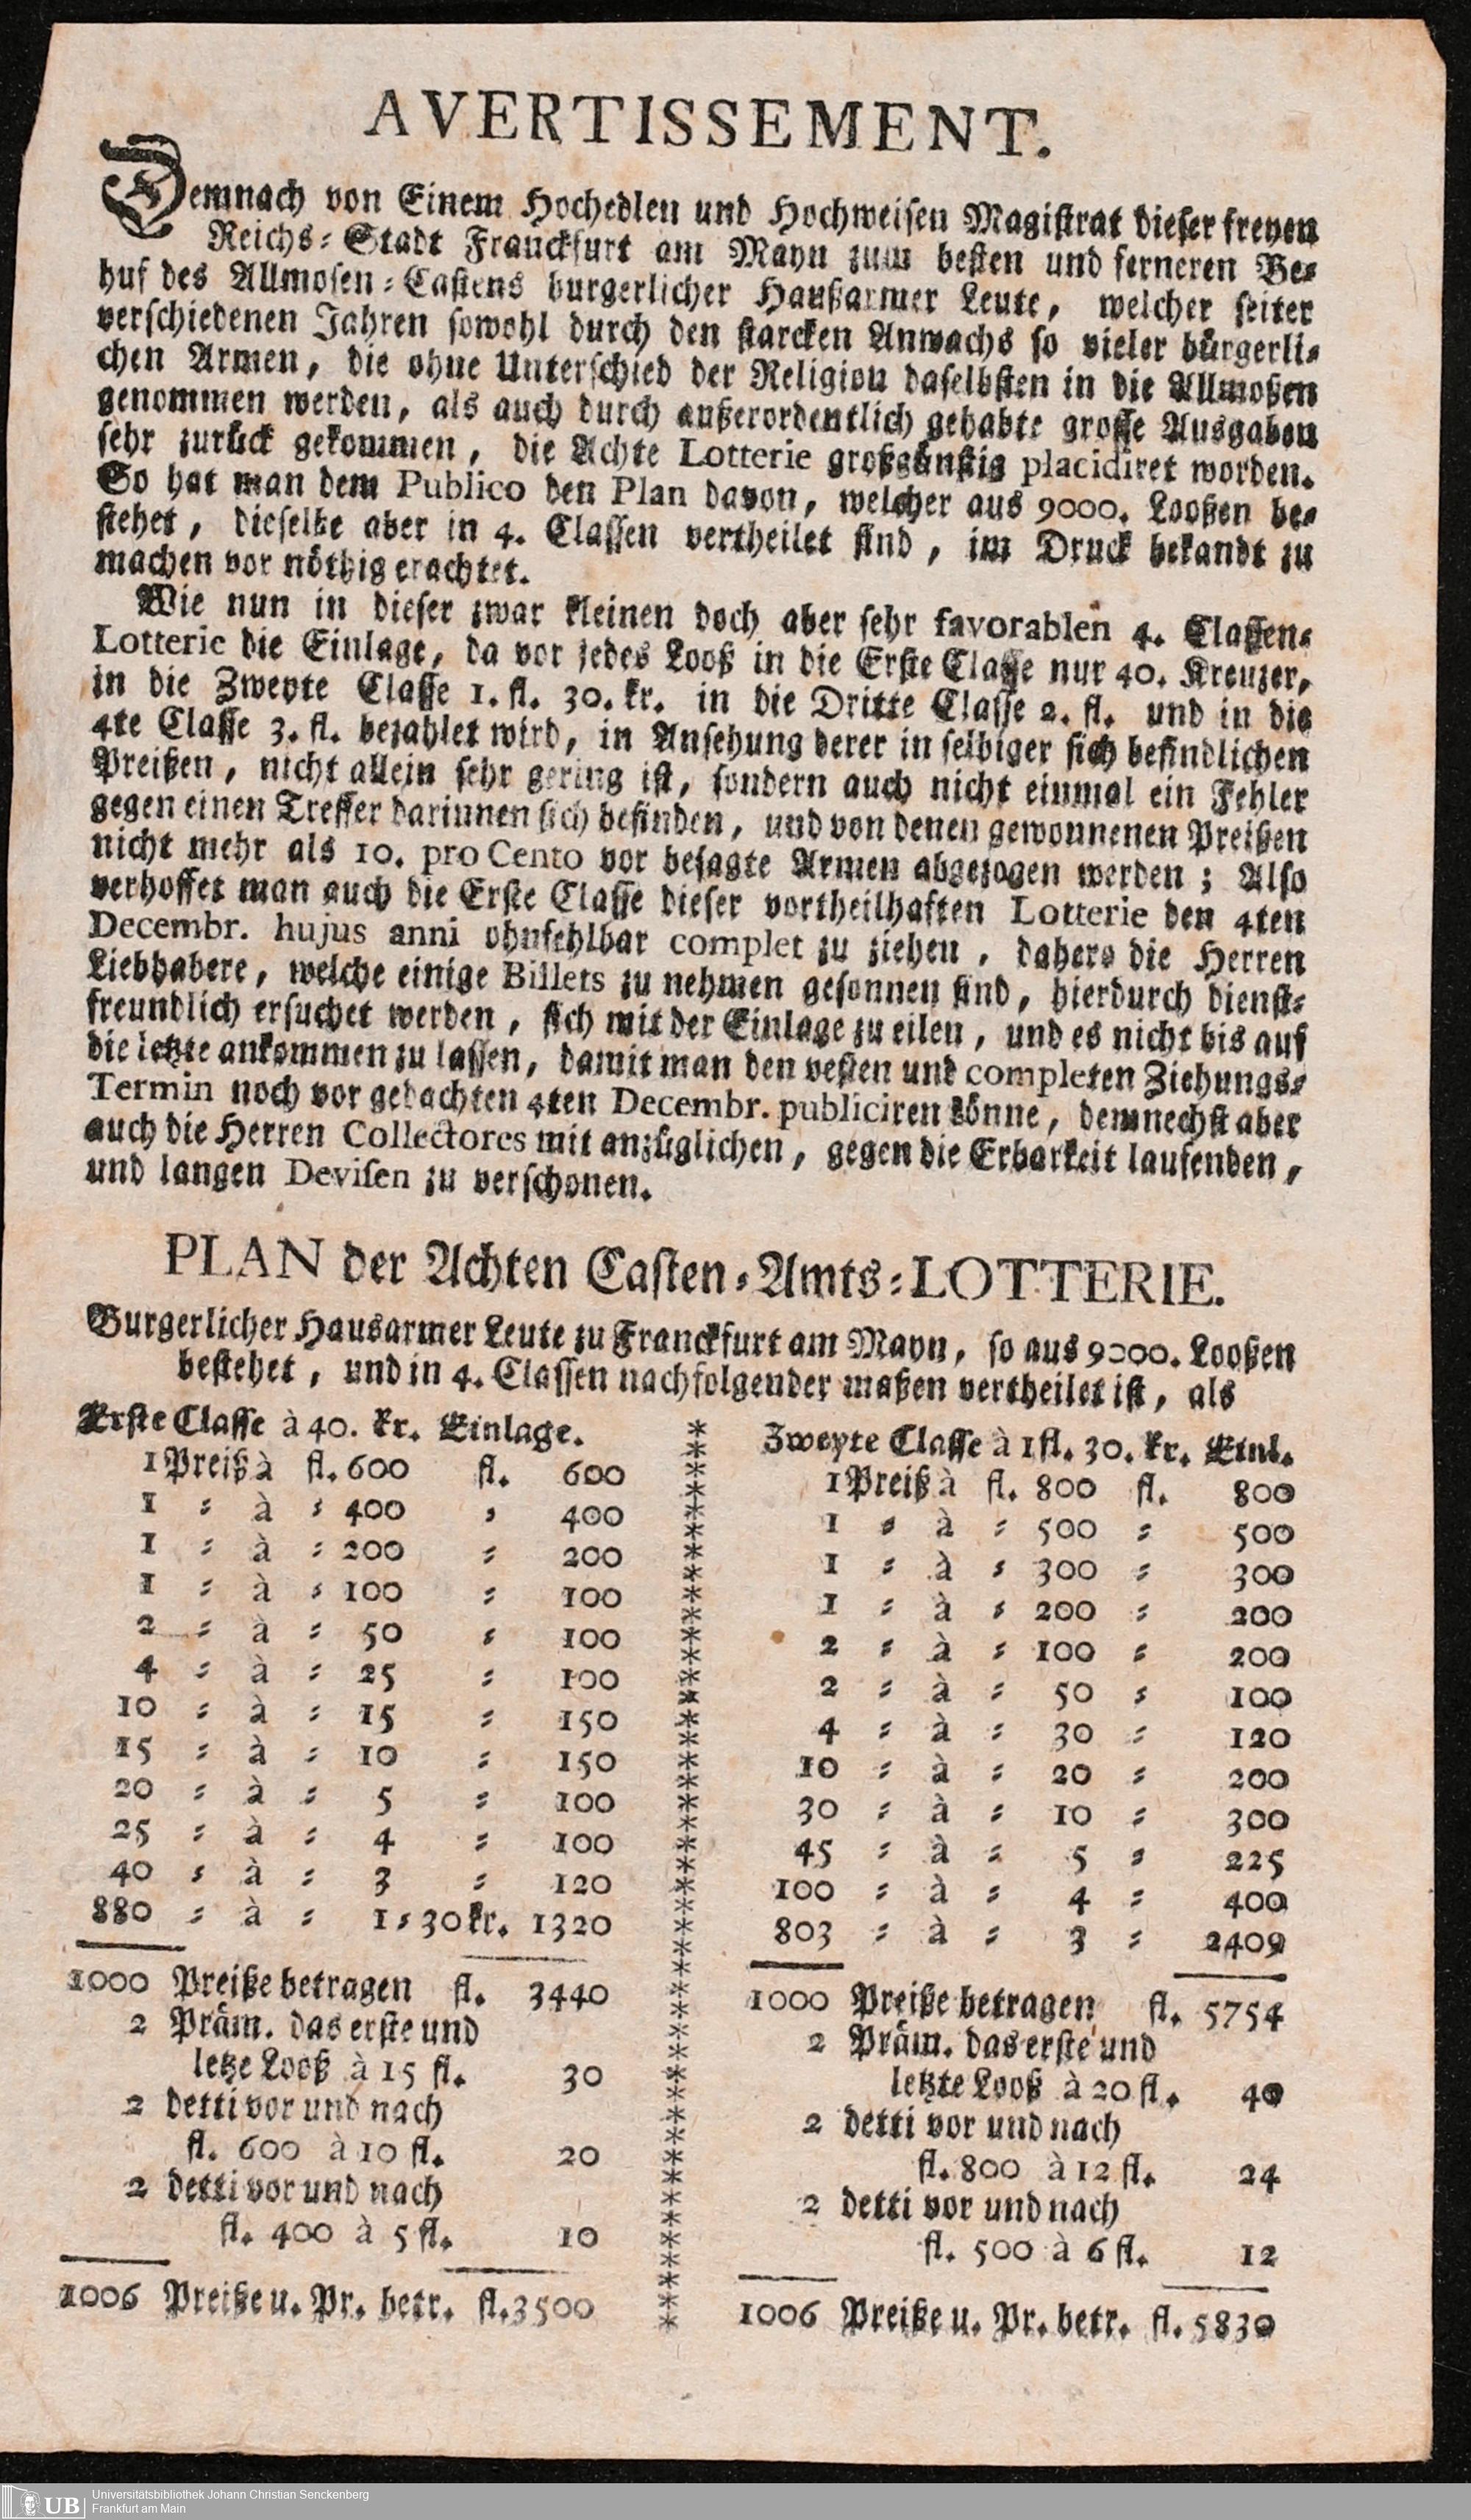 AVERTISSEMENT.
Demnach von Einem Hochedlen und Hochweisen Magistrat dieser freyen
Reichs-Stadt Franckfurt am Mayn zum besten und ferneren Be-
huf des Allmosen-Castens burgerlicher Haußarmer Leute, welcher seiter
verschiedenen Jahren sowohl durch den starcken Anwachs so vieler bürgerli-
chen Armen, die ohne Unterschied der Religion daselbsten in die Allmoßen
genommen werden, als auch durch außerordentlich gehabte grosse Ausgaben
sehr zurück gekommen, die Achte Lotterie großgünstig placidiret worden.
So hat man dem Publico den Plan davon, welcher aus 9000. Looßen be-
stehet, dieselbe aber in 4. Classen vertheilet sind, im Druck bekandt zu
machen vor nöthig erachtet.
Wie nun in dieser zwar kleinen doch aber sehr favorablen 4. Classen-
Lotterie die Einlage, da vor jedes Looß in die Erste Classe nur 40. Kreuzer,
in die Zweyte Classe 1. fl. 30. kr. in die Dritte Classe 2. fl. und in die
4te Classe 3. fl. bezahlet wird, in Ansehung derer in selbiger sich befindlichen
Preißen, nicht allein sehr gering ist, sondern auch nicht einmal ein Fehler
gegen einen Treffer darinnen sich befinden, und von denen gewonnenen Preißen
nicht mehr als 10. pro Cento vor besagte Armen abgezogen werden; Also
verhoffet man auch die Erste Classe dieser vortheilhaften Lotterie den 4ten
Decembr. hujus anni ohnfehlbar complet zu ziehen, dahero die Herren
Liebhabere, welche einige Billets zu nehmen gesonnen sind, hierdurch dienst-
freundlich ersuchet werden, sich mit der Einlage zu eilen, und es nicht bis auf
die letzte ankommen zu lassen, damit man den vesten und completen Ziehungs-
Termin noch vor gedachten 4ten Decembr. publiciren könne, demnechst aber
auch die Herren Collectores mit anzüglichen, gegen die Erbarkeit laufenden,
und langen Devisen zu verschonen.
PLAN der Achten Casten-Amts-LOTTERIE.
Burgerlicher Hausarmer Leute zu Franckfurt am Mayn, so aus 9000. Looßen
bestehet, und in 4. Classen nachfolgender maßen vertheilet ist, als
Erste Classe à 40. kr. Einlage.
1 Preiß à fl. 600 fl. 600
1 - à - 400 - 400
1 - à - 200 - 200
1 - à - 100 - 100
2 - à - 50 - 100
4 - à - 25 - 100
10 - à - 15 - 150
15 - à - 10 - 150
20 - à - 5 - 100
25 - à - 4 - 100
40 - à - 3 - 120
880 - à - 1-30 kr. 1320
1000 Preiße betragen fl. 3440
2 Präm. das erste und
letze Looß à 15 fl. 30
2 detti vor und nach
fl. 600 à 10 fl. 20
2 detti vor und nach
fl. 400 à 5 fl. 10
1006 Preiße u. Pr. betr. fl. 3500
Zweyte Classe à 1 fl. 30. kr. Einl.
1 Preiß à fl. 800 fl. 800
1 - à - 500 - 500
1 - à - 300 - 300
1 - à - 200 - 200
2 - à - 100 - 200
2 - à - 50 - 100
4 - à - 30 - 120
10 - à - 20 - 200
30 - à - 10 - 300
45 - à - 5 - 225
100 - à - 4 - 400
803 - à - 3 - 2409
1000 Preiße betragen fl. 5754
2 Präm. das erste und
letzte Looß à 20 fl. 40
2 detti vor und nach
fl. 800 à 12 fl. 24
2 detti vor und nach
fl. 500 à 6 fl. 12
1006 Preiße u. Pr. betr. fl. 5830
UB Universitätsbibliothek Johann Christian Senckenberg
Frankfurt am Main